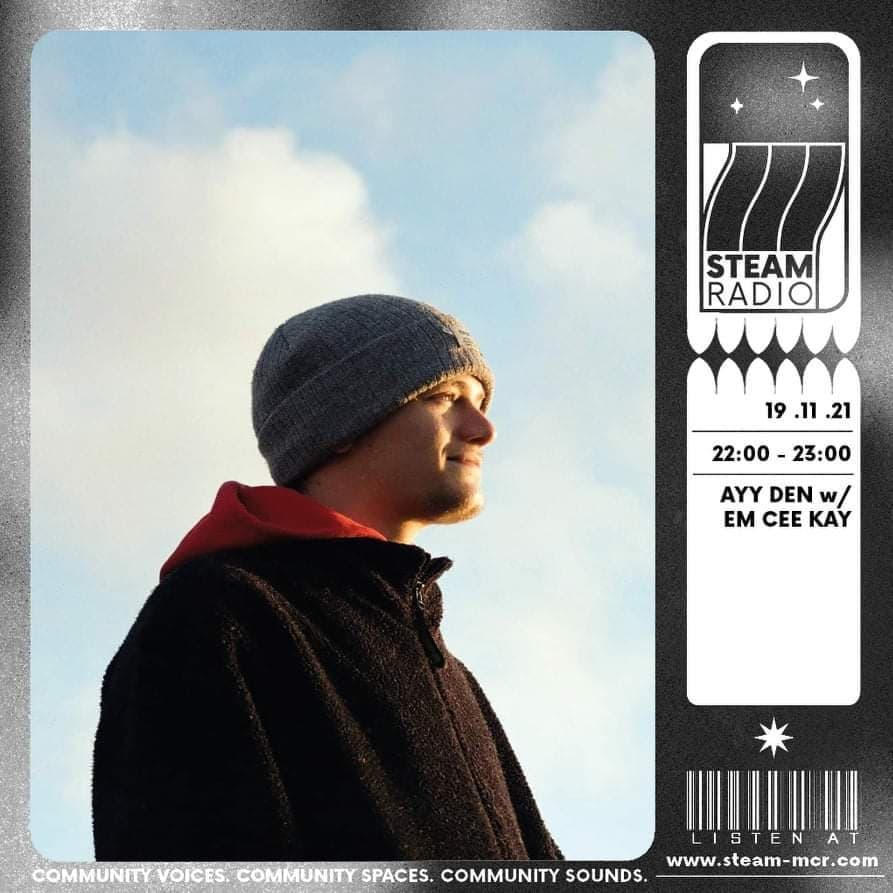 STEAM
RADIO
19 .11 .21
22:00 - 23:00
AYY DEN w/
EM CEE KAY
LISTEN AT
www.steam-mcr.com
COMMUNITY VOICES. COMMUNITY SPACES. COMMUNITY SOUNDS.